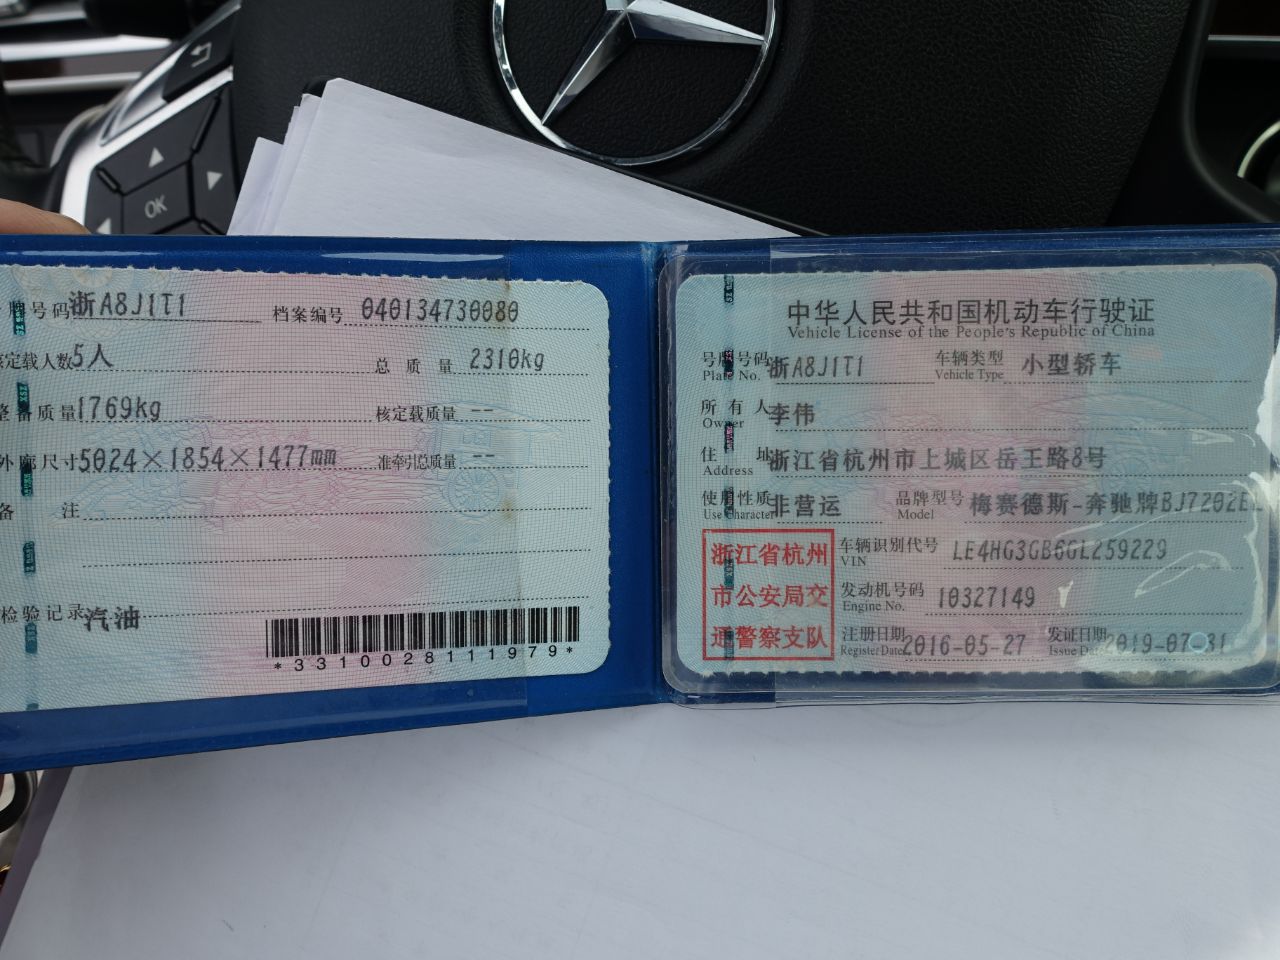 OK
号牌号码 浙A8J1T1 档案编号 040134730080
核定载人数 5人 总质量 2310kg
整备质量 1769kg 核定载质量 --
外廓尺寸 5024×1854×1477mm 准牵引总质量 --
备注
检验记录 汽油
*3310028111979*
中华人民共和国机动车行驶证
Vehicle License of the People's Republic of China
号牌号码 浙A8J1T1 车辆类型 小型轿车
Plate No. Vehicle Type
所有人 李伟
Owner
住址 浙江省杭州市上城区岳王路8号
Address
使用性质 非营运 品牌型号 梅赛德斯-奔驰牌BJ7202EL
Use Character Model
浙江省杭州
市公安局交
通警察支队
车辆识别代号 LE4HG3GB6GL259229
VIN
发动机号码 10327149
Engine No.
注册日期 2016-05-27 发证日期 2019-07-31
Register Date Issue Date